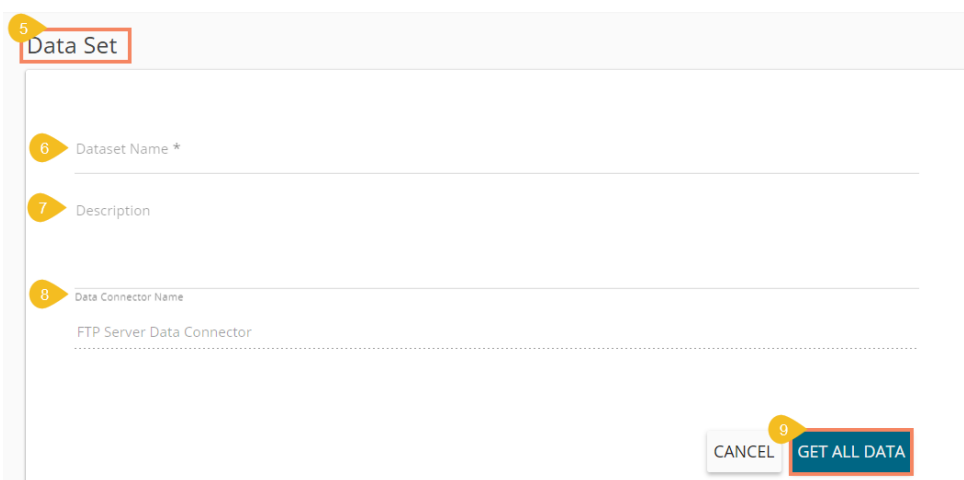 5
Data Set
6 Dataset Name *
7 Description
8 Data Connector Name
FTP Server Data Connector
9
CANCEL GET ALL DATA